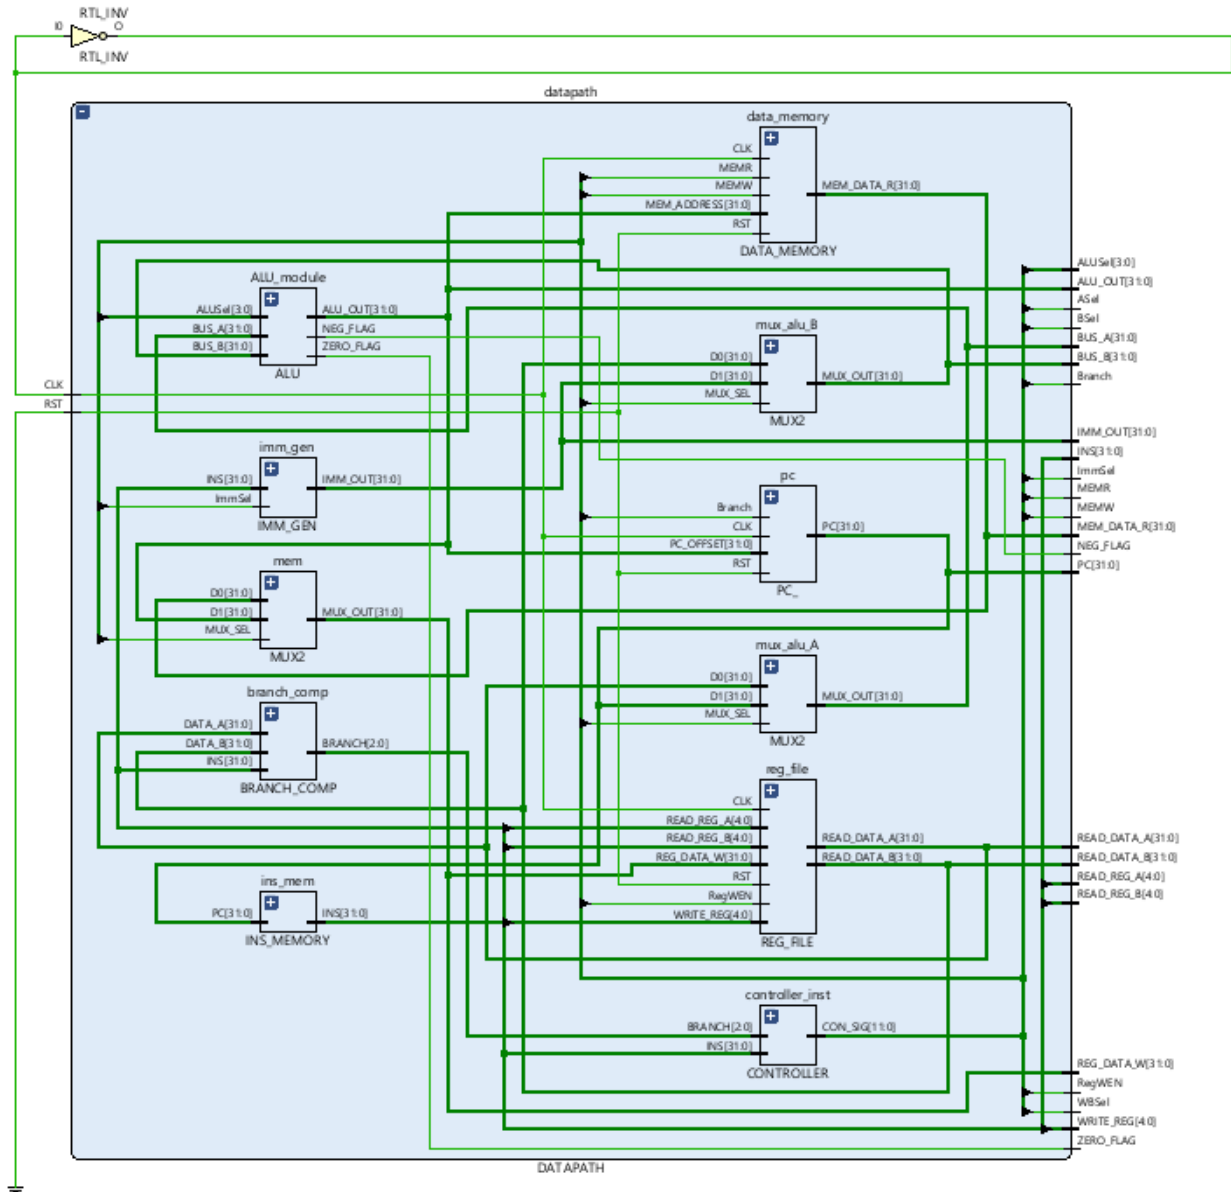 RTL_INV
I0
O
RTL_INV
datapath
data_memory
CLK
MEMR
MEMW
MEM_ADDRESS[31:0]
RST
MEM_DATA_R[31:0]
DATA_MEMORY
ALU_module
ALUSel[3:0]
BUS_A[31:0]
BUS_B[31:0]
ALU_OUT[31:0]
NEG_FLAG
ZERO_FLAG
ALU
mux_alu_B
D0[31:0]
D1[31:0]
MUX_SEL
MUX_OUT[31:0]
MUX2
CLK
RST
imm_gen
INS[31:0]
ImmSel
IMM_OUT[31:0]
IMM_GEN
pc
Branch
CLK
PC_OFFSET[31:0]
RST
PC[31:0]
PC_
mem
D0[31:0]
D1[31:0]
MUX_SEL
MUX_OUT[31:0]
MUX2
mux_alu_A
D0[31:0]
D1[31:0]
MUX_SEL
MUX_OUT[31:0]
MUX2
branch_comp
DATA_A[31:0]
DATA_B[31:0]
INS[31:0]
BRANCH[2:0]
BRANCH_COMP
reg_file
CLK
READ_REG_A[4:0]
READ_REG_B[4:0]
REG_DATA_W[31:0]
RST
RegWEN
WRITE_REG[4:0]
READ_DATA_A[31:0]
READ_DATA_B[31:0]
REG_FILE
ins_mem
PC[31:0]
INS[31:0]
INS_MEMORY
controller_inst
BRANCH[2:0]
INS[31:0]
CON_SIG[11:0]
CONTROLLER
ALUSel[3:0]
ALU_OUT[31:0]
ASel
BSel
BUS_A[31:0]
BUS_B[31:0]
Branch
IMM_OUT[31:0]
INS[31:0]
ImmSel
MEMR
MEMW
MEM_DATA_R[31:0]
NEG_FLAG
PC[31:0]
READ_DATA_A[31:0]
READ_DATA_B[31:0]
READ_REG_A[4:0]
READ_REG_B[4:0]
REG_DATA_W[31:0]
RegWEN
WBSel
WRITE_REG[4:0]
ZERO_FLAG
DATAPATH